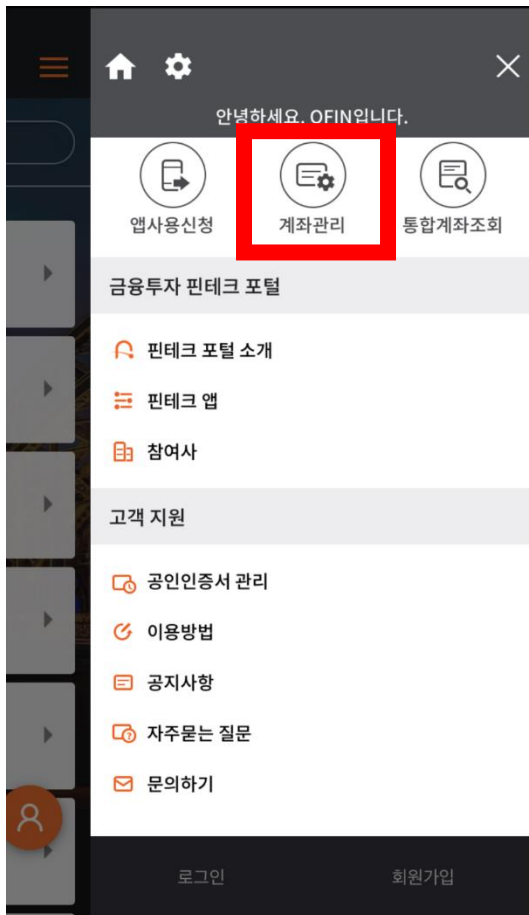 안녕하세요. OFIN입니다.
앱사용신청 계좌관리 통합계좌조회
금융투자 핀테크 포털
핀테크 포털 소개
핀테크 앱
참여사
고객 지원
공인인증서 관리
이용방법
공지사항
자주묻는 질문
문의하기
로그인 회원가입